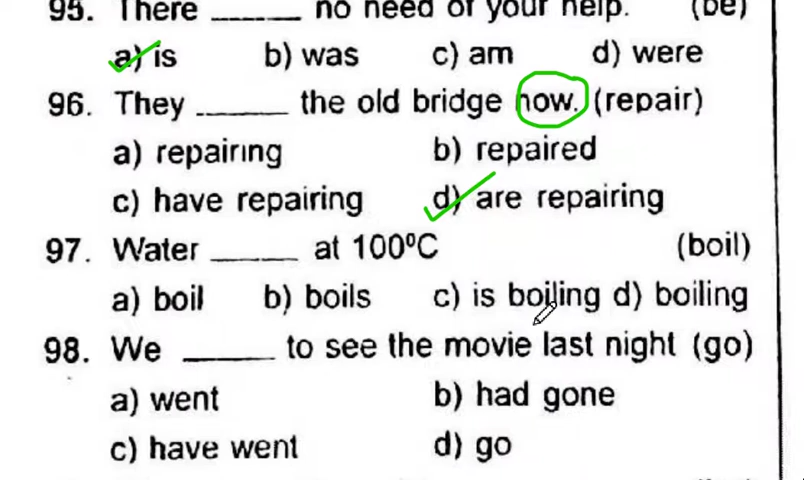 95. There ______ no need of your help. (be)
a) is b) was c) am d) were
96. They ______ the old bridge now. (repair)
a) repairing b) repaired
c) have repairing d) are repairing
97. Water ______ at 100⁰C (boil)
a) boil b) boils c) is boiling d) boiling
98. We ______ to see the movie last night (go)
a) went b) had gone
c) have went d) go